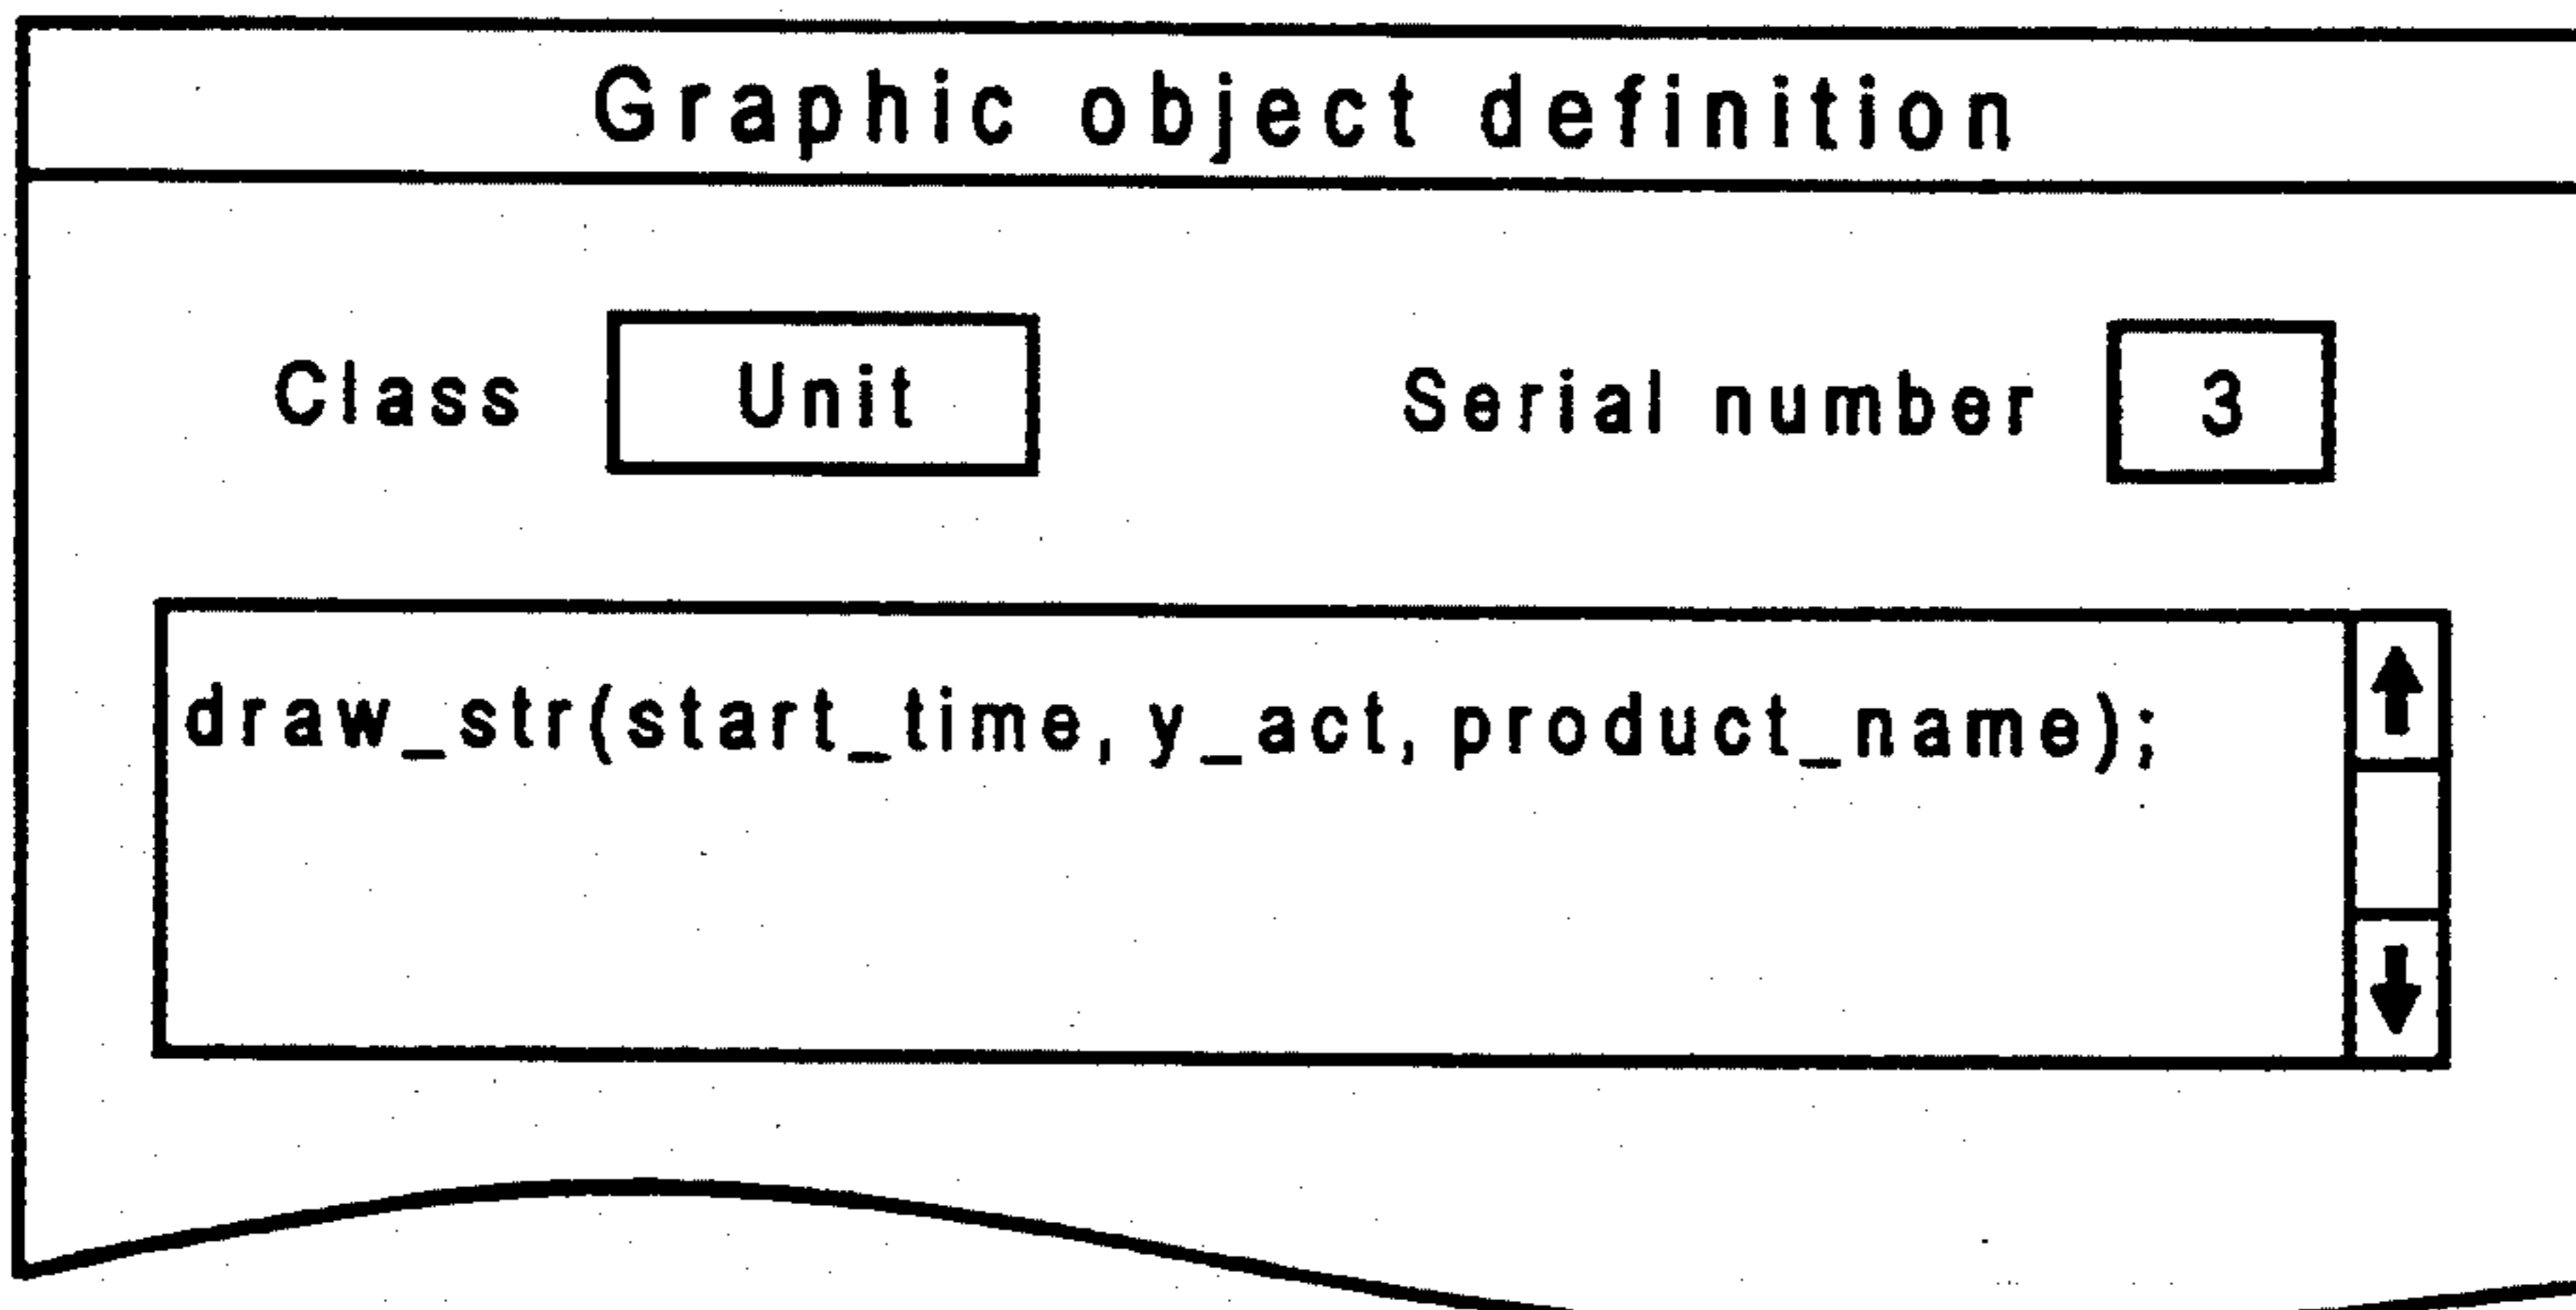 Graphic object definition
Class Unit Serial number 3
draw_str(start_time, y_act, product_name);